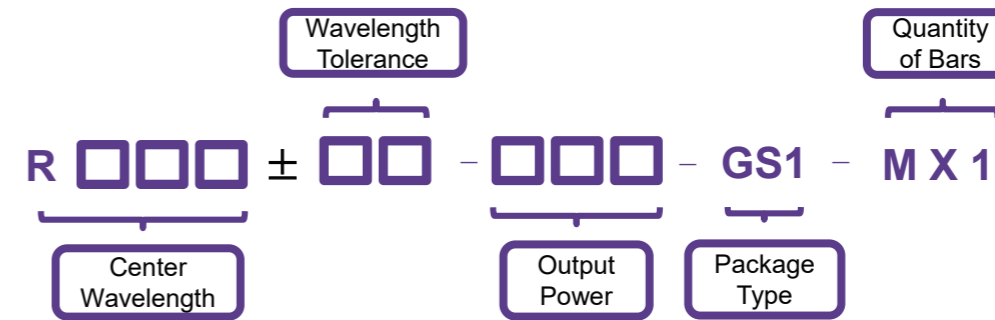 Wavelength
Tolerance
Quantity
of Bars
R □□□ ± □□ – □□□ – GS1 – M X 1
Center
Wavelength
Output
Power
Package
Type